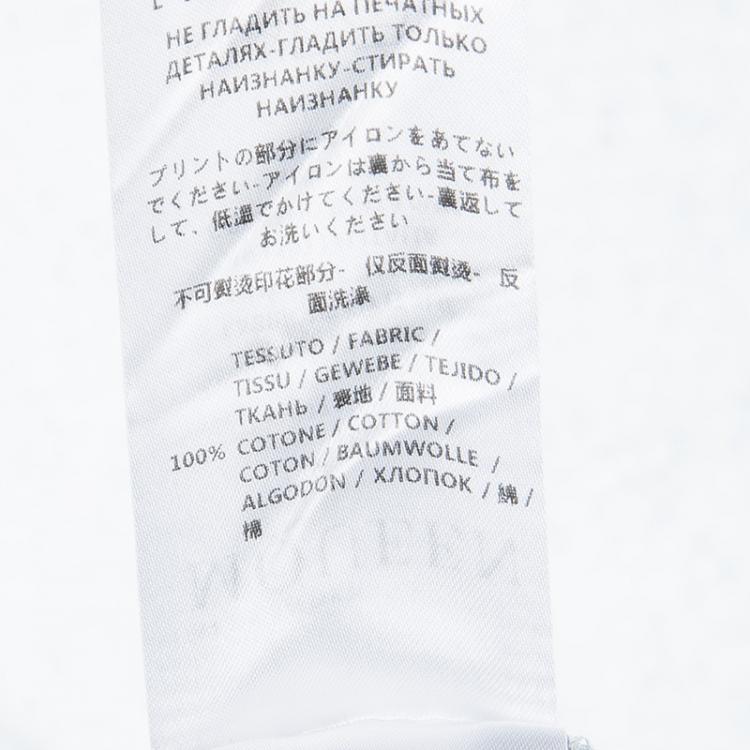 НЕ ГЛАДИТЬ НА ПЕЧАТНЫХ
ДЕТАЛЯХ-ГЛАДИТЬ ТОЛЬКО
НАИЗНАНКУ-СТИРАТЬ
НАИЗНАНКУ
プリントの部分にアイロンをあてない
でください-アイロンは裏から当て布を
して、低温でかけてください-裏返して
お洗いください
不可熨烫印花部分- 仅反面熨烫- 反
面洗涤
TESSUTO / FABRIC /
TISSU / GEWEBE / TEJIDO /
ТКАНЬ / 表地 / 面料
100% COTONE / COTTON /
COTON / BAUMWOLLE /
ALGODON / ХЛОПОК / 綿 /
棉